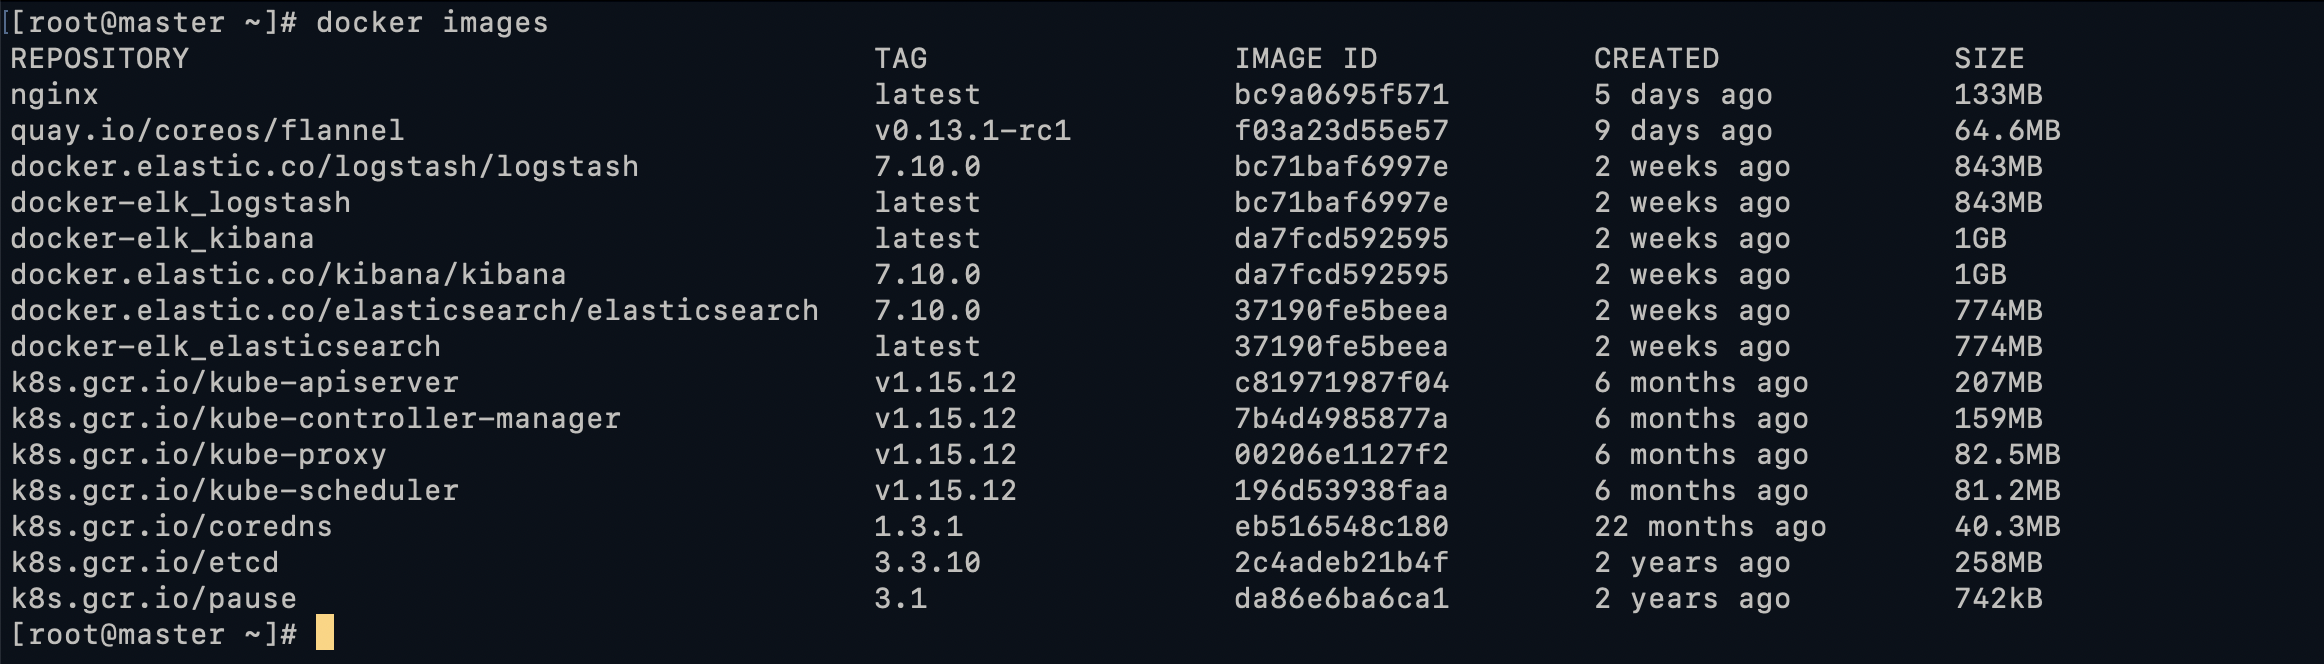 [[root@master ~]# docker images
REPOSITORY TAG IMAGE ID CREATED SIZE
nginx latest bc9a0695f571 5 days ago 133MB
quay.io/coreos/flannel v0.13.1-rc1 f03a23d55e57 9 days ago 64.6MB
docker.elastic.co/logstash/logstash 7.10.0 bc71baf6997e 2 weeks ago 843MB
docker-elk_logstash latest bc71baf6997e 2 weeks ago 843MB
docker-elk_kibana latest da7fcd592595 2 weeks ago 1GB
docker.elastic.co/kibana/kibana 7.10.0 da7fcd592595 2 weeks ago 1GB
docker.elastic.co/elasticsearch/elasticsearch 7.10.0 37190fe5beea 2 weeks ago 774MB
docker-elk_elasticsearch latest 37190fe5beea 2 weeks ago 774MB
k8s.gcr.io/kube-apiserver v1.15.12 c81971987f04 6 months ago 207MB
k8s.gcr.io/kube-controller-manager v1.15.12 7b4d4985877a 6 months ago 159MB
k8s.gcr.io/kube-proxy v1.15.12 00206e1127f2 6 months ago 82.5MB
k8s.gcr.io/kube-scheduler v1.15.12 196d53938faa 6 months ago 81.2MB
k8s.gcr.io/coredns 1.3.1 eb516548c180 22 months ago 40.3MB
k8s.gcr.io/etcd 3.3.10 2c4adeb21b4f 2 years ago 258MB
k8s.gcr.io/pause 3.1 da86e6ba6ca1 2 years ago 742kB
[root@master ~]#